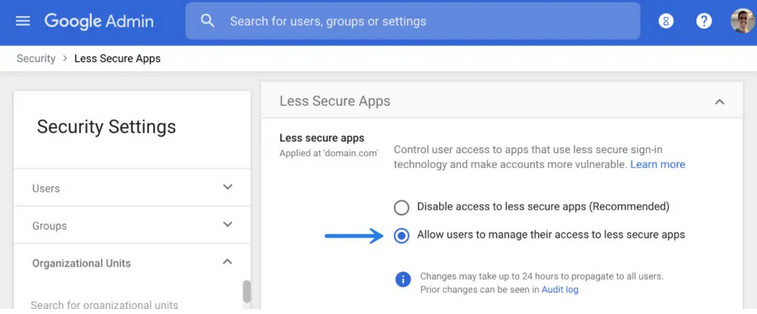 Google Admin
Search for users, groups or settings
Security > Less Secure Apps
Security Settings
Users
Groups
Organizational Units
Search for organizational units
Less Secure Apps
Less secure apps
Applied at 'domain.com'
Control user access to apps that use less secure sign-in
technology and make accounts more vulnerable. Learn more
Disable access to less secure apps (Recommended)
Allow users to manage their access to less secure apps
Changes may take up to 24 hours to propagate to all users.
Prior changes can be seen in Audit log